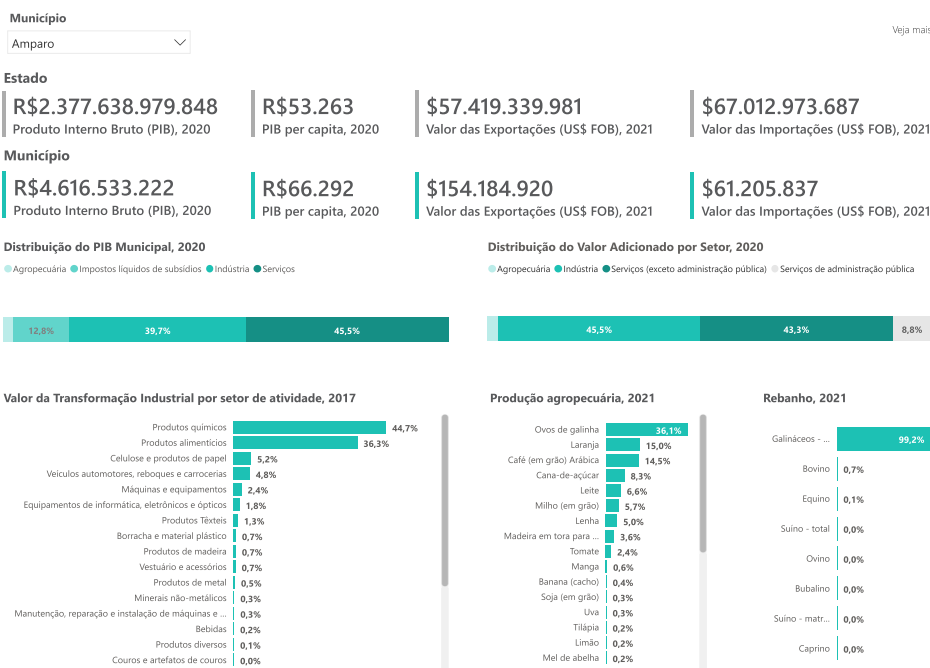 Município
Amparo
Veja mais
Estado
R$2.377.638.979.848
Produto Interno Bruto (PIB), 2020
R$53.263
PIB per capita, 2020
$57.419.339.981
Valor das Exportações (US$ FOB), 2021
$67.012.973.687
Valor das Importações (US$ FOB), 2021
Município
R$4.616.533.222
Produto Interno Bruto (PIB), 2020
R$66.292
PIB per capita, 2020
$154.184.920
Valor das Exportações (US$ FOB), 2021
$61.205.837
Valor das Importações (US$ FOB), 2021
Distribuição do PIB Municipal, 2020
Agropecuária Impostos líquidos de subsídios Indústria Serviços
12,8% 39,7% 45,5%
Distribuição do Valor Adicionado por Setor, 2020
Agropecuária Indústria Serviços (exceto administração pública) Serviços de administração pública
45,5% 43,3% 8,8%
Valor da Transformação Industrial por setor de atividade, 2017
Produtos químicos 44,7%
Produtos alimentícios 36,3%
Celulose e produtos de papel 5,2%
Veículos automotores, reboques e carrocerias 4,8%
Máquinas e equipamentos 2,4%
Equipamentos de informática, eletrônicos e ópticos 1,8%
Produtos Têxteis 1,3%
Borracha e material plástico 0,7%
Produtos de madeira 0,7%
Vestuário e acessórios 0,7%
Produtos de metal 0,5%
Minerais não-metálicos 0,3%
Manutenção, reparação e instalação de máquinas e ... 0,3%
Bebidas 0,2%
Produtos diversos 0,1%
Couros e artefatos de couros 0,0%
Produção agropecuária, 2021
Ovos de galinha 36,1%
Laranja 15,0%
Café (em grão) Arábica 14,5%
Cana-de-açúcar 8,3%
Leite 6,6%
Milho (em grão) 5,7%
Lenha 5,0%
Madeira em tora para ... 3,6%
Tomate 2,4%
Manga 0,6%
Banana (cacho) 0,4%
Soja (em grão) 0,3%
Uva 0,3%
Tilápia 0,2%
Limão 0,2%
Mel de abelha 0,2%
Rebanho, 2021
Galináceos - ... 99,2%
Bovino 0,7%
Equino 0,1%
Suíno - total 0,0%
Ovino 0,0%
Bubalino 0,0%
Suíno - matr... 0,0%
Caprino 0,0%